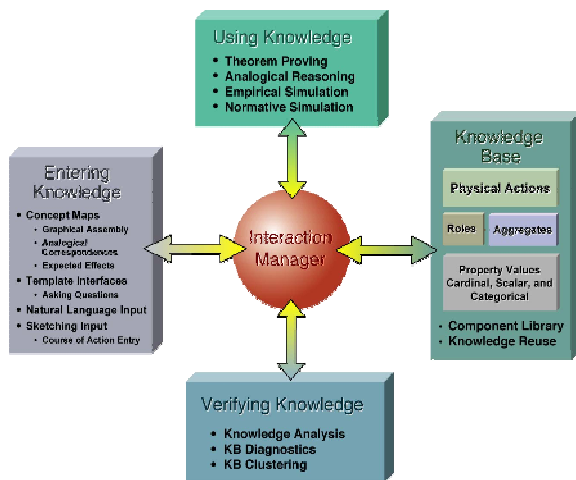 Using Knowledge
• Theorem Proving
• Analogical Reasoning
• Empirical Simulation
• Normative Simulation
Entering
Knowledge
• Concept Maps
• Graphical Assembly
• Analogical
Correspondences
• Expected Effects
• Template Interfaces
• Asking Questions
• Natural Language Input
• Sketching Input
• Course of Action Entry
Interaction
Manager
Knowledge
Base
Physical Actions
Roles
Aggregates
Property Values
Cardinal, Scalar, and
Categorical
• Component Library
• Knowledge Reuse
Verifying Knowledge
• Knowledge Analysis
• KB Diagnostics
• KB Clustering